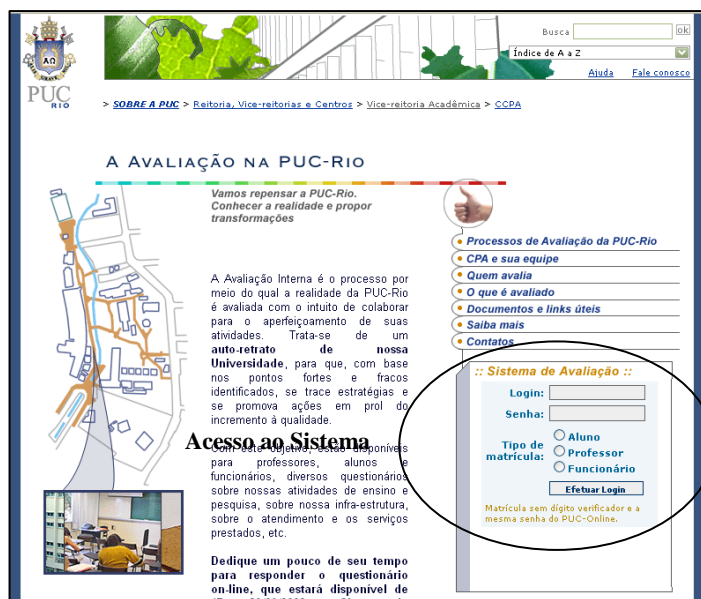 Busca
ok
Índice de A a Z
Ajuda Fale conosco
PUC
RIO
> SOBRE A PUC > Reitoria, Vice-reitorias e Centros > Vice-reitoria Acadêmica > CCPA
A AVALIAÇÃO NA PUC-RIO
Vamos repensar a PUC-Rio.
Conhecer a realidade e propor
transformações
A Avaliação Interna é o processo por
meio do qual a realidade da PUC-Rio
é avaliada com o intuito de colaborar
para o aperfeiçoamento de suas
atividades. Trata-se de um
auto-retrato de nossa
Universidade, para que, com base
nos pontos fortes e fracos
identificados, se trace estratégias e
se promova ações em prol do
incremento à qualidade.
Acesso ao Sistema
Com este objetivo, estão disponíveis
para professores, alunos e
funcionários, diversos questionários
sobre nossas atividades de ensino e
pesquisa, sobre nossa infra-estrutura,
sobre o atendimento e os serviços
prestados, etc.
Dedique um pouco de seu tempo
para responder o questionário
on-line, que estará disponível de
Processos de Avaliação da PUC-Rio
CPA e sua equipe
Quem avalia
O que é avaliado
Documentos e links úteis
Saiba mais
Contatos
:: Sistema de Avaliação ::
Login:
Senha:
Tipo de
matrícula:
Aluno
Professor
Funcionário
Efetuar Login
Matrícula sem dígito verificador e a
mesma senha do PUC-Online.